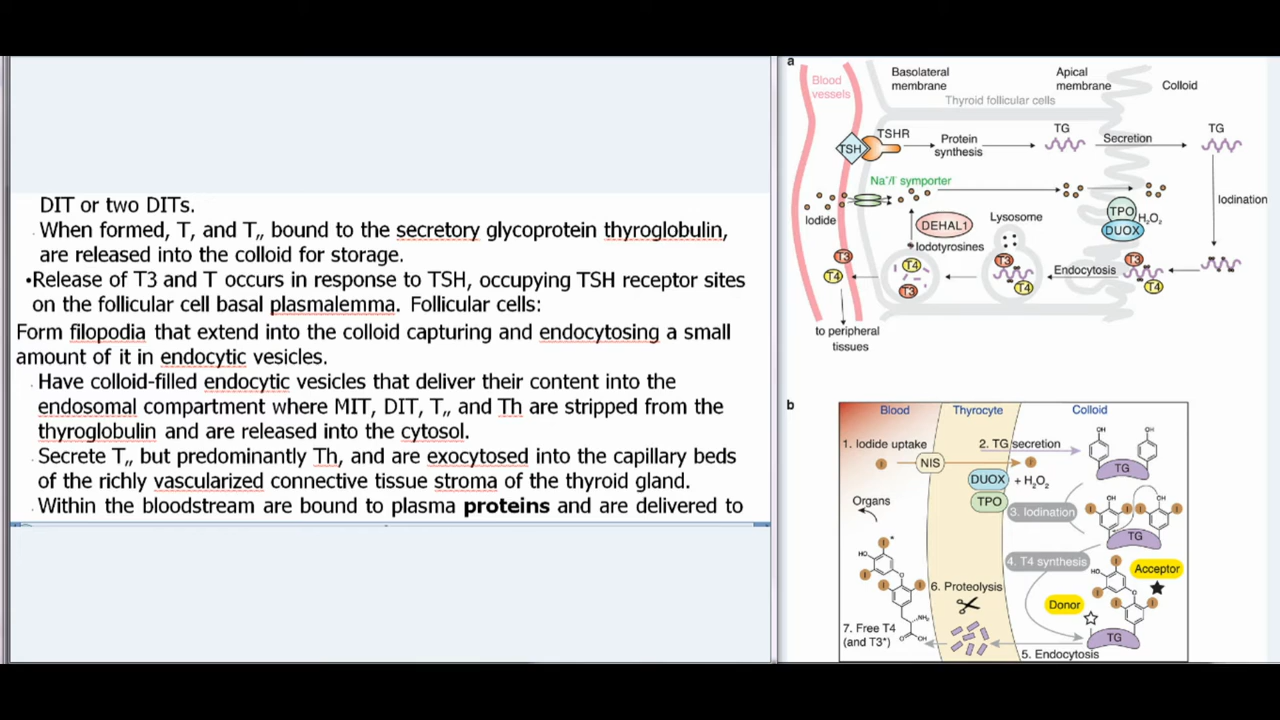 DIT or two DITs.
When formed, T, and T,, bound to the secretory glycoprotein thyroglobulin,
are released into the colloid for storage.
•Release of T3 and T occurs in response to TSH, occupying TSH receptor sites
on the follicular cell basal plasmalemma. Follicular cells:
Form filopodia that extend into the colloid capturing and endocytosing a small
amount of it in endocytic vesicles.
Have colloid-filled endocytic vesicles that deliver their content into the
endosomal compartment where MIT, DIT, T,, and Th are stripped from the
thyroglobulin and are released into the cytosol.
Secrete T,, but predominantly Th, and are exocytosed into the capillary beds
of the richly vascularized connective tissue stroma of the thyroid gland.
Within the bloodstream are bound to plasma proteins and are delivered to
a
Blood
vessels
Basolateral
membrane
Apical
membrane
Colloid
Thyroid follicular cells
TSH
TSHR
Protein
synthesis
TG
Secretion
TG
Na⁺/I⁻ symporter
Iodide
DEHAL1
Iodotyrosines
Lysosome
TPO
DUOX
H₂O₂
Iodination
T3
T4
T4
T3
T3
T4
Endocytosis
T3
T4
to peripheral
tissues
b
Blood
Thyrocyte
Colloid
1. Iodide uptake
2. TG secretion
I
NIS
I
OH
OH
TG
DUOX
+ H₂O₂
TPO
Organs
3. Iodination
OH
OH
I
I
I
I
TG
4. T4 synthesis
I
*
HO
I
O
I
I
NH₂
O
OH
6. Proteolysis
7. Free T4
(and T3*)
5. Endocytosis
Donor
Acceptor
HO
I
I
O
I
I
TG